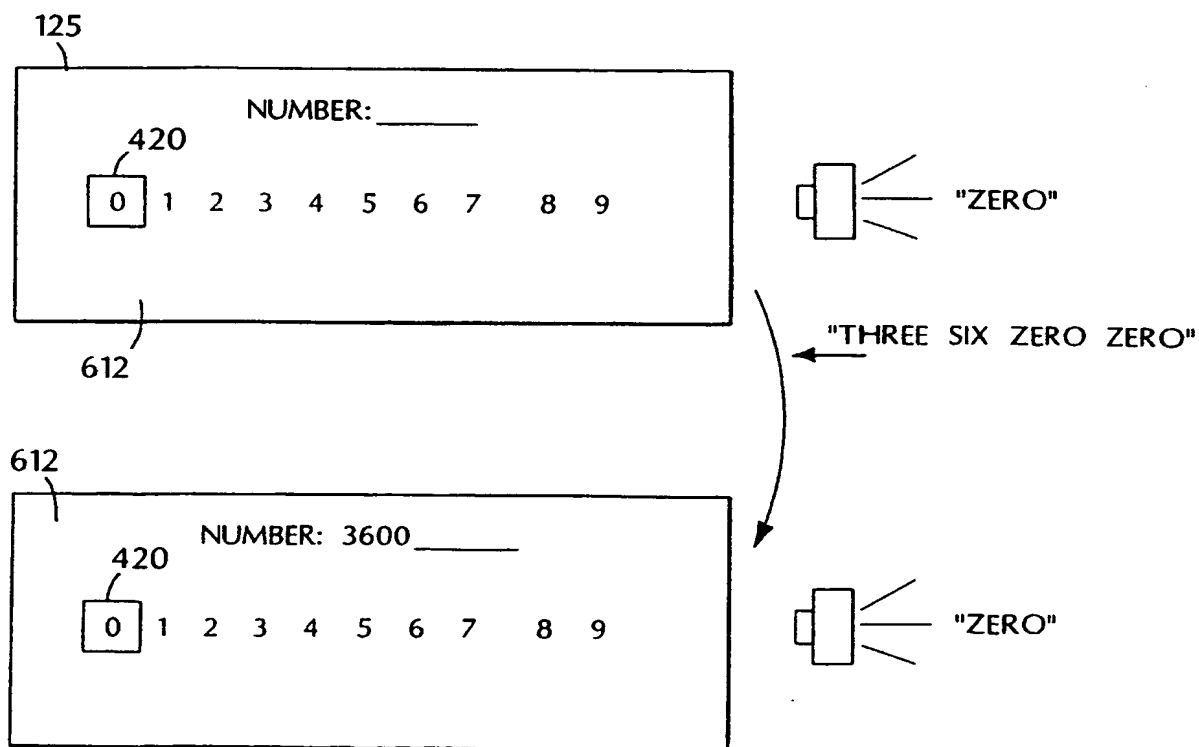 125
NUMBER: ______
420
0 1 2 3 4 5 6 7 8 9
"ZERO"
612
"THREE SIX ZERO ZERO"
612
NUMBER: 3600______
420
0 1 2 3 4 5 6 7 8 9
"ZERO"